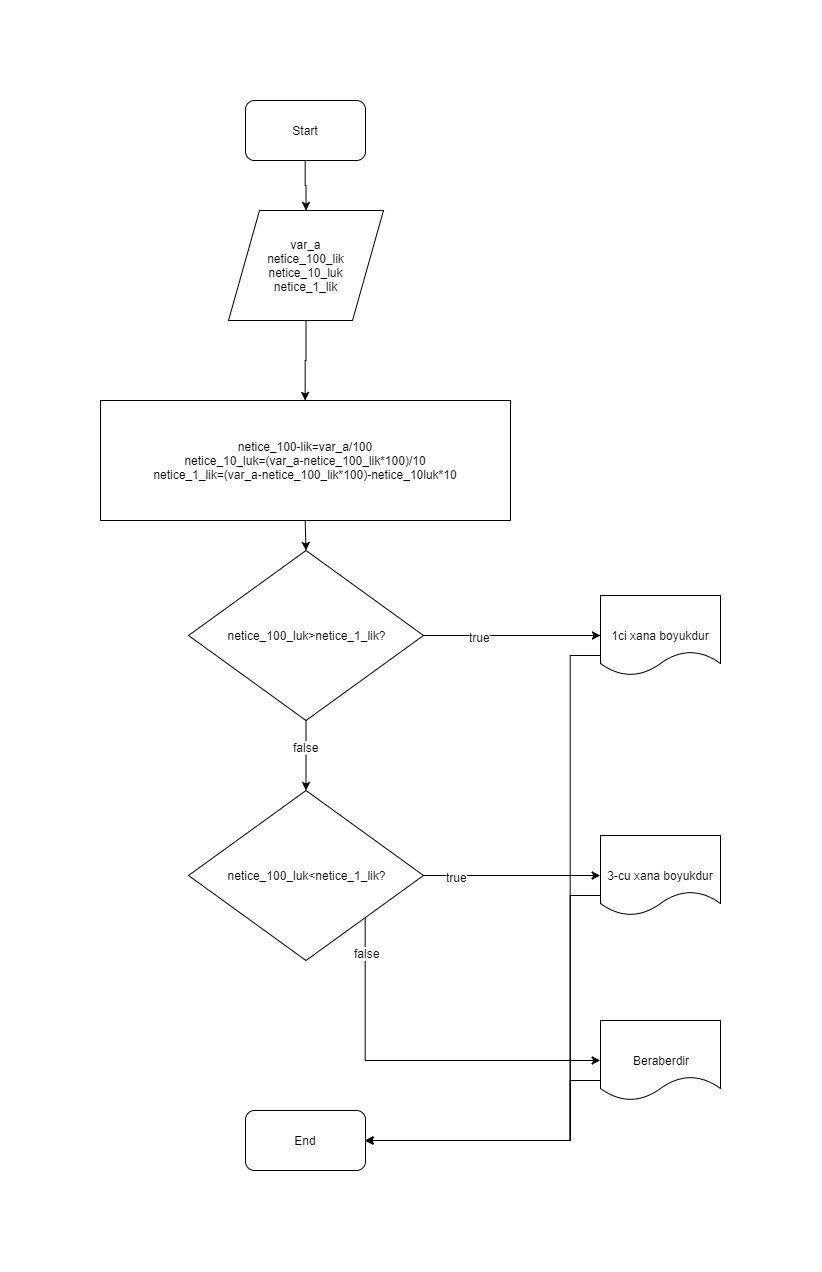 Start
var_a
netice_100_lik
netice_10_luk
netice_1_lik
netice_100-lik=var_a/100
netice_10_luk=(var_a-netice_100_lik*100)/10
netice_1_lik=(var_a-netice_100_lik*100)-netice_10luk*10
netice_100_luk>netice_1_lik?
true
1ci xana boyukdur
false
netice_100_luk<netice_1_lik?
true
3-cu xana boyukdur
false
Beraberdir
End